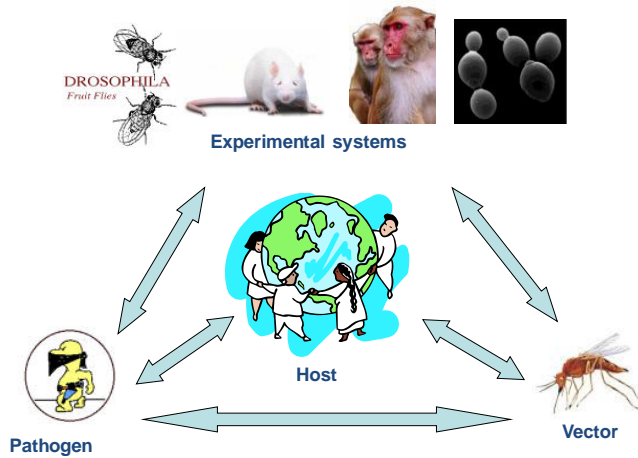 DROSOPHILA
Fruit Flies
Experimental systems
Host
Pathogen
Vector